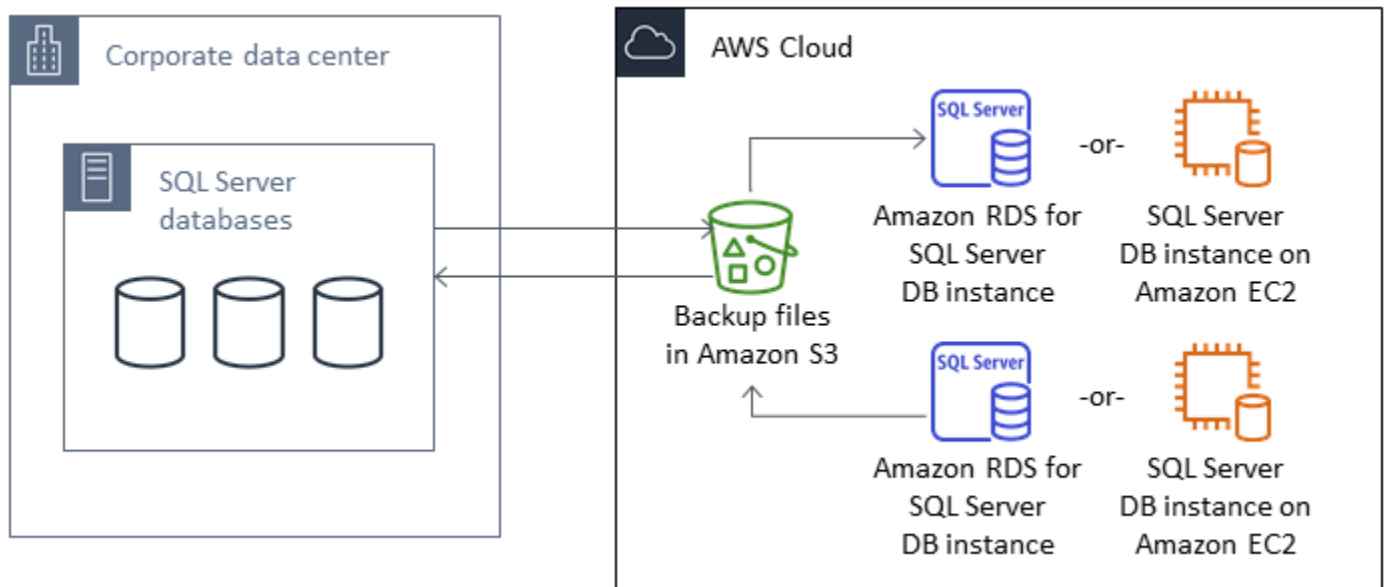 Corporate data center
SQL Server
databases
AWS Cloud
SQL Server
-or-
Amazon RDS for
SQL Server
DB instance
SQL Server
DB instance on
Amazon EC2
Backup files
in Amazon S3
SQL Server
-or-
Amazon RDS for
SQL Server
DB instance
SQL Server
DB instance on
Amazon EC2